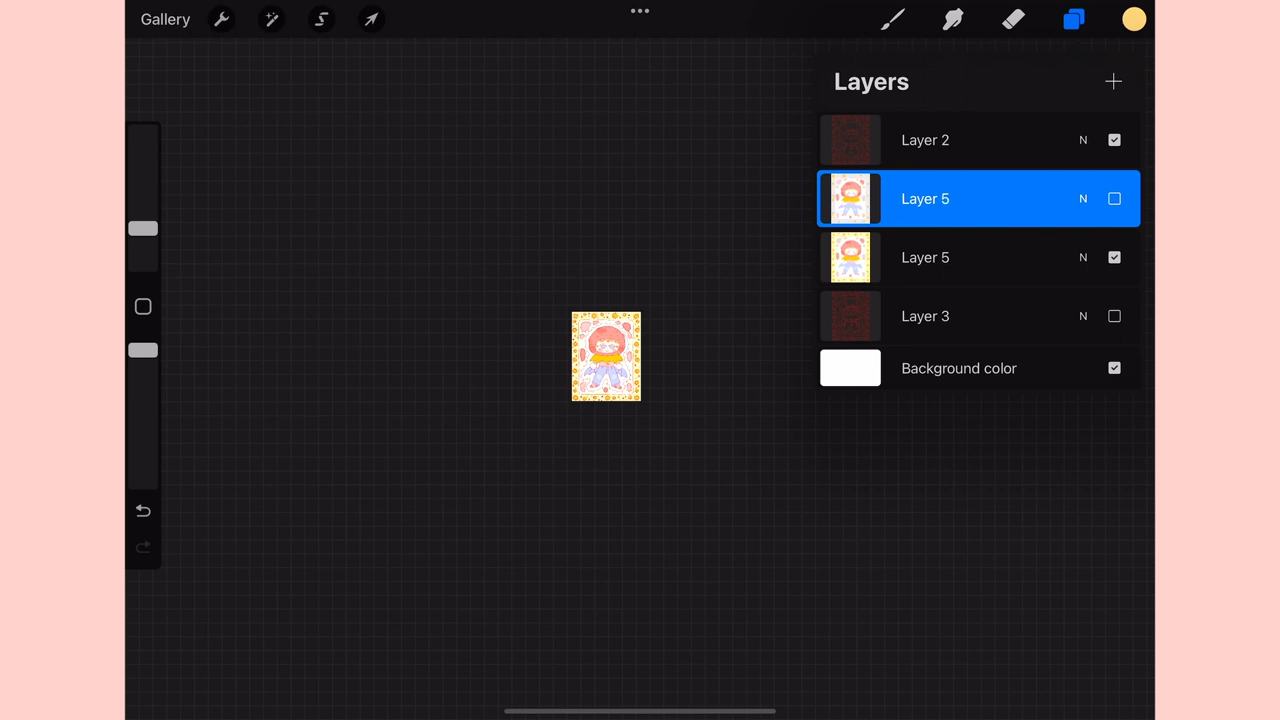 Gallery
Layers
Layer 2 N
Layer 5 N
Layer 5 N
Layer 3 N
Background color